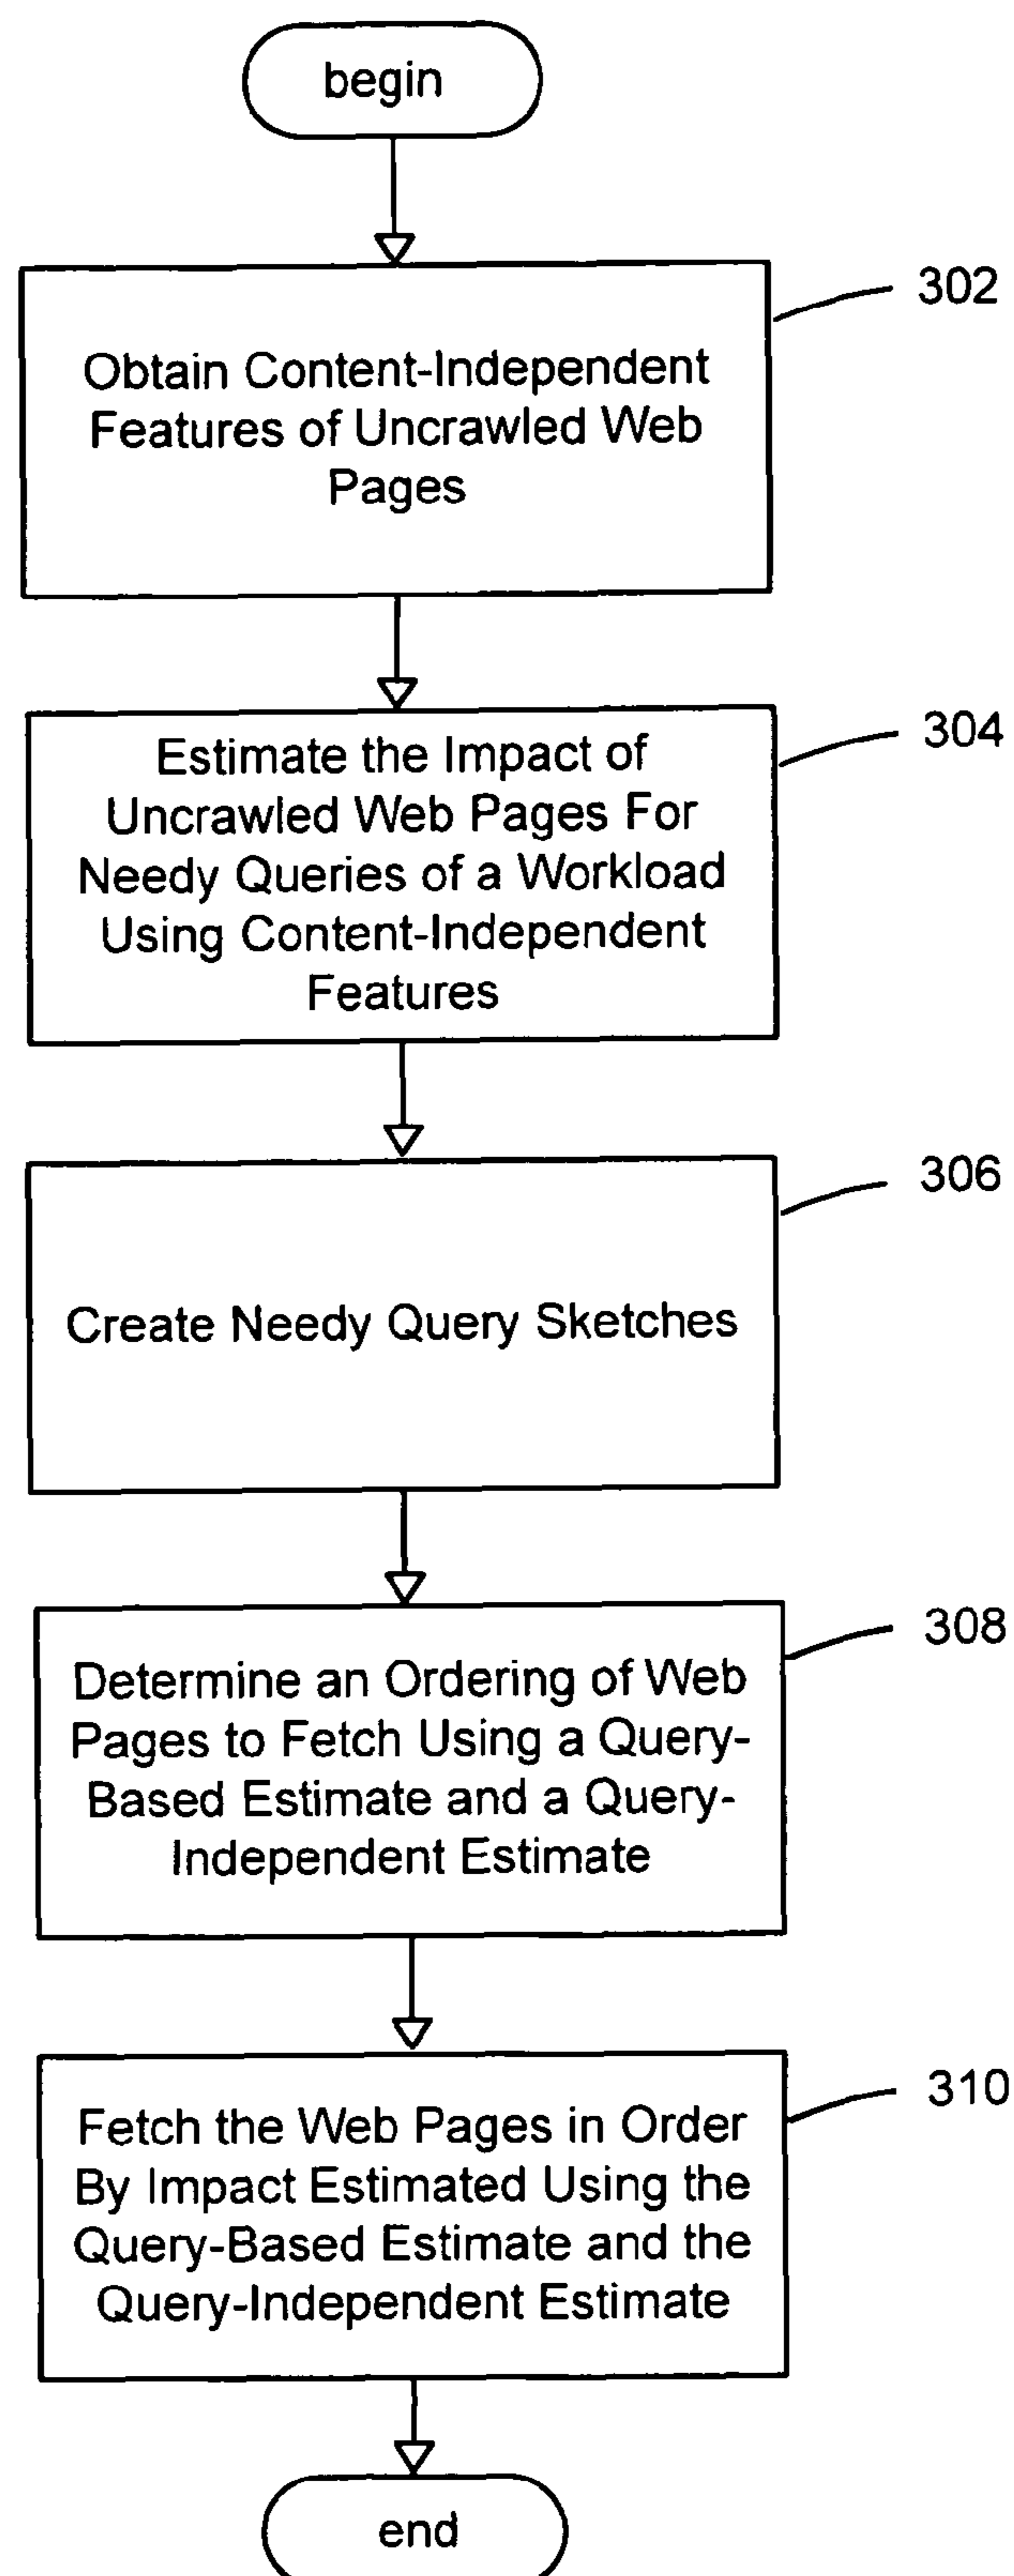 begin
302
Obtain Content-Independent
Features of Uncrawled Web
Pages
304
Estimate the Impact of
Uncrawled Web Pages For
Needy Queries of a Workload
Using Content-Independent
Features
306
Create Needy Query Sketches
308
Determine an Ordering of Web
Pages to Fetch Using a Query-
Based Estimate and a Query-
Independent Estimate
310
Fetch the Web Pages in Order
By Impact Estimated Using the
Query-Based Estimate and the
Query-Independent Estimate
end